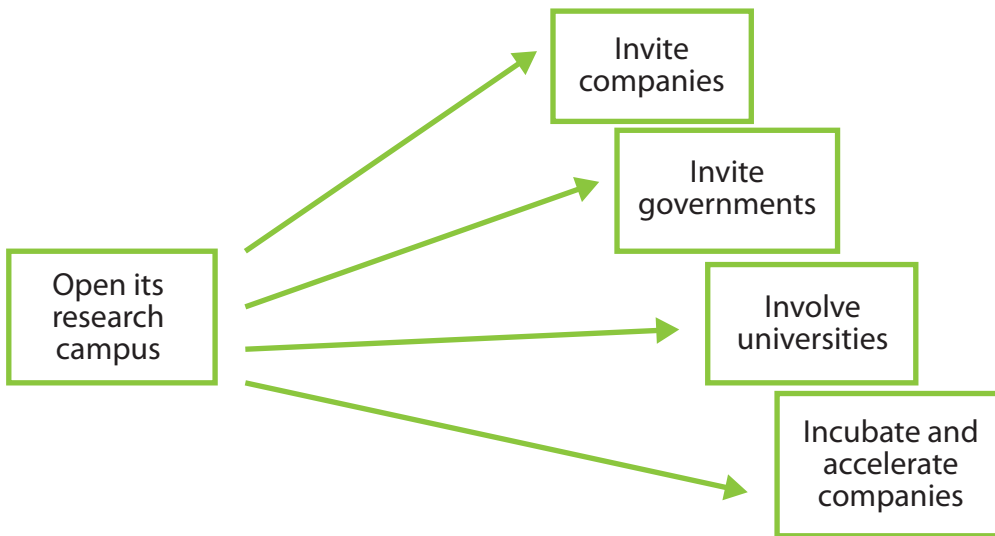 Invite
companies
Invite
governments
Open its
research
campus
Involve
universities
Incubate and
accelerate
companies